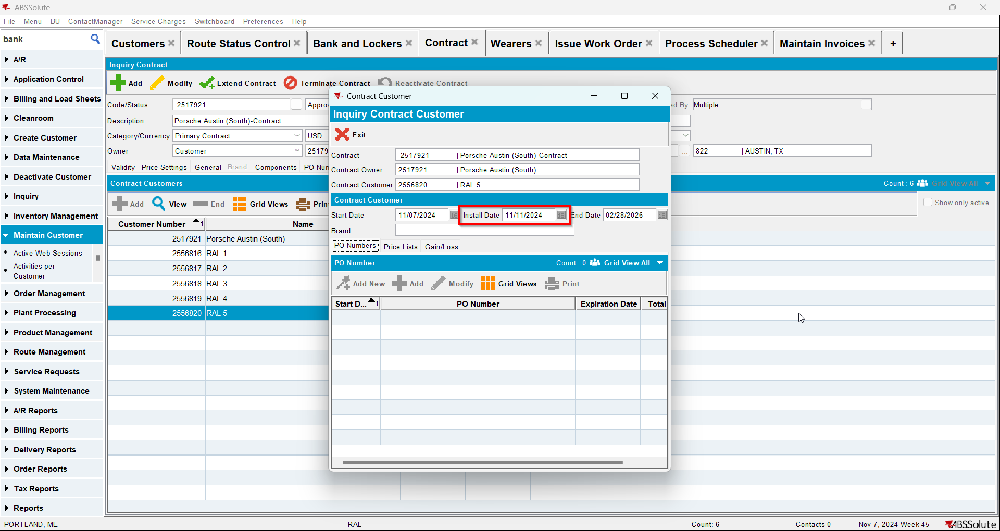 ABSSolute
File Menu BU ContactManager Service Charges Switchboard Preferences Help
bank
Customers Route Status Control Bank and Lockers Contract Wearers Issue Work Order Process Scheduler Maintain Invoices +
A/R
Application Control
Billing and Load Sheets
Cleanroom
Create Customer
Data Maintenance
Deactivate Customer
Inquiry
Inventory Management
Maintain Customer
Active Web Sessions
Activities per
Customer
Order Management
Plant Processing
Product Management
Route Management
Service Requests
System Maintenance
A/R Reports
Billing Reports
Delivery Reports
Order Reports
Tax Reports
Reports
Inquiry Contract
Add Modify Extend Contract Terminate Contract Reactivate Contract
Code/Status 2517921 ... Approv ed By Multiple ...
Description Porsche Austin (South)-Contract
Category/Currency Primary Contract USD
Owner Customer 25179 ... 822 | AUSTIN, TX
Validity Price Settings General Brand Components PO Num
Contract Customers Count : 6 Grid View All
Add View End Grid Views Prin Show only active
Customer Number 1 Name
2517921 Porsche Austin (South)
2556816 RAL 1
2556817 RAL 2
2556818 RAL 3
2556819 RAL 4
2556820 RAL 5
Contract Customer
Inquiry Contract Customer
Exit
Contract 2517921 | Porsche Austin (South)-Contract
Contract Owner 2517921 | Porsche Austin (South)
Contract Customer 2556820 | RAL 5
Contract Customer
Start Date 11/07/2024 16 Install Date 11/11/2024 16 End Date 02/28/2026 16
Brand
PO Numbers Price Lists Gain/Loss
PO Number Count : 0 Grid View All
Add New Add Modify Grid Views Print
Start D... 1 PO Number Expiration Date Total
PORTLAND, ME - - RAL Count: 6 Contacts 0 Nov 7, 2024 Week 45 ABSSolute